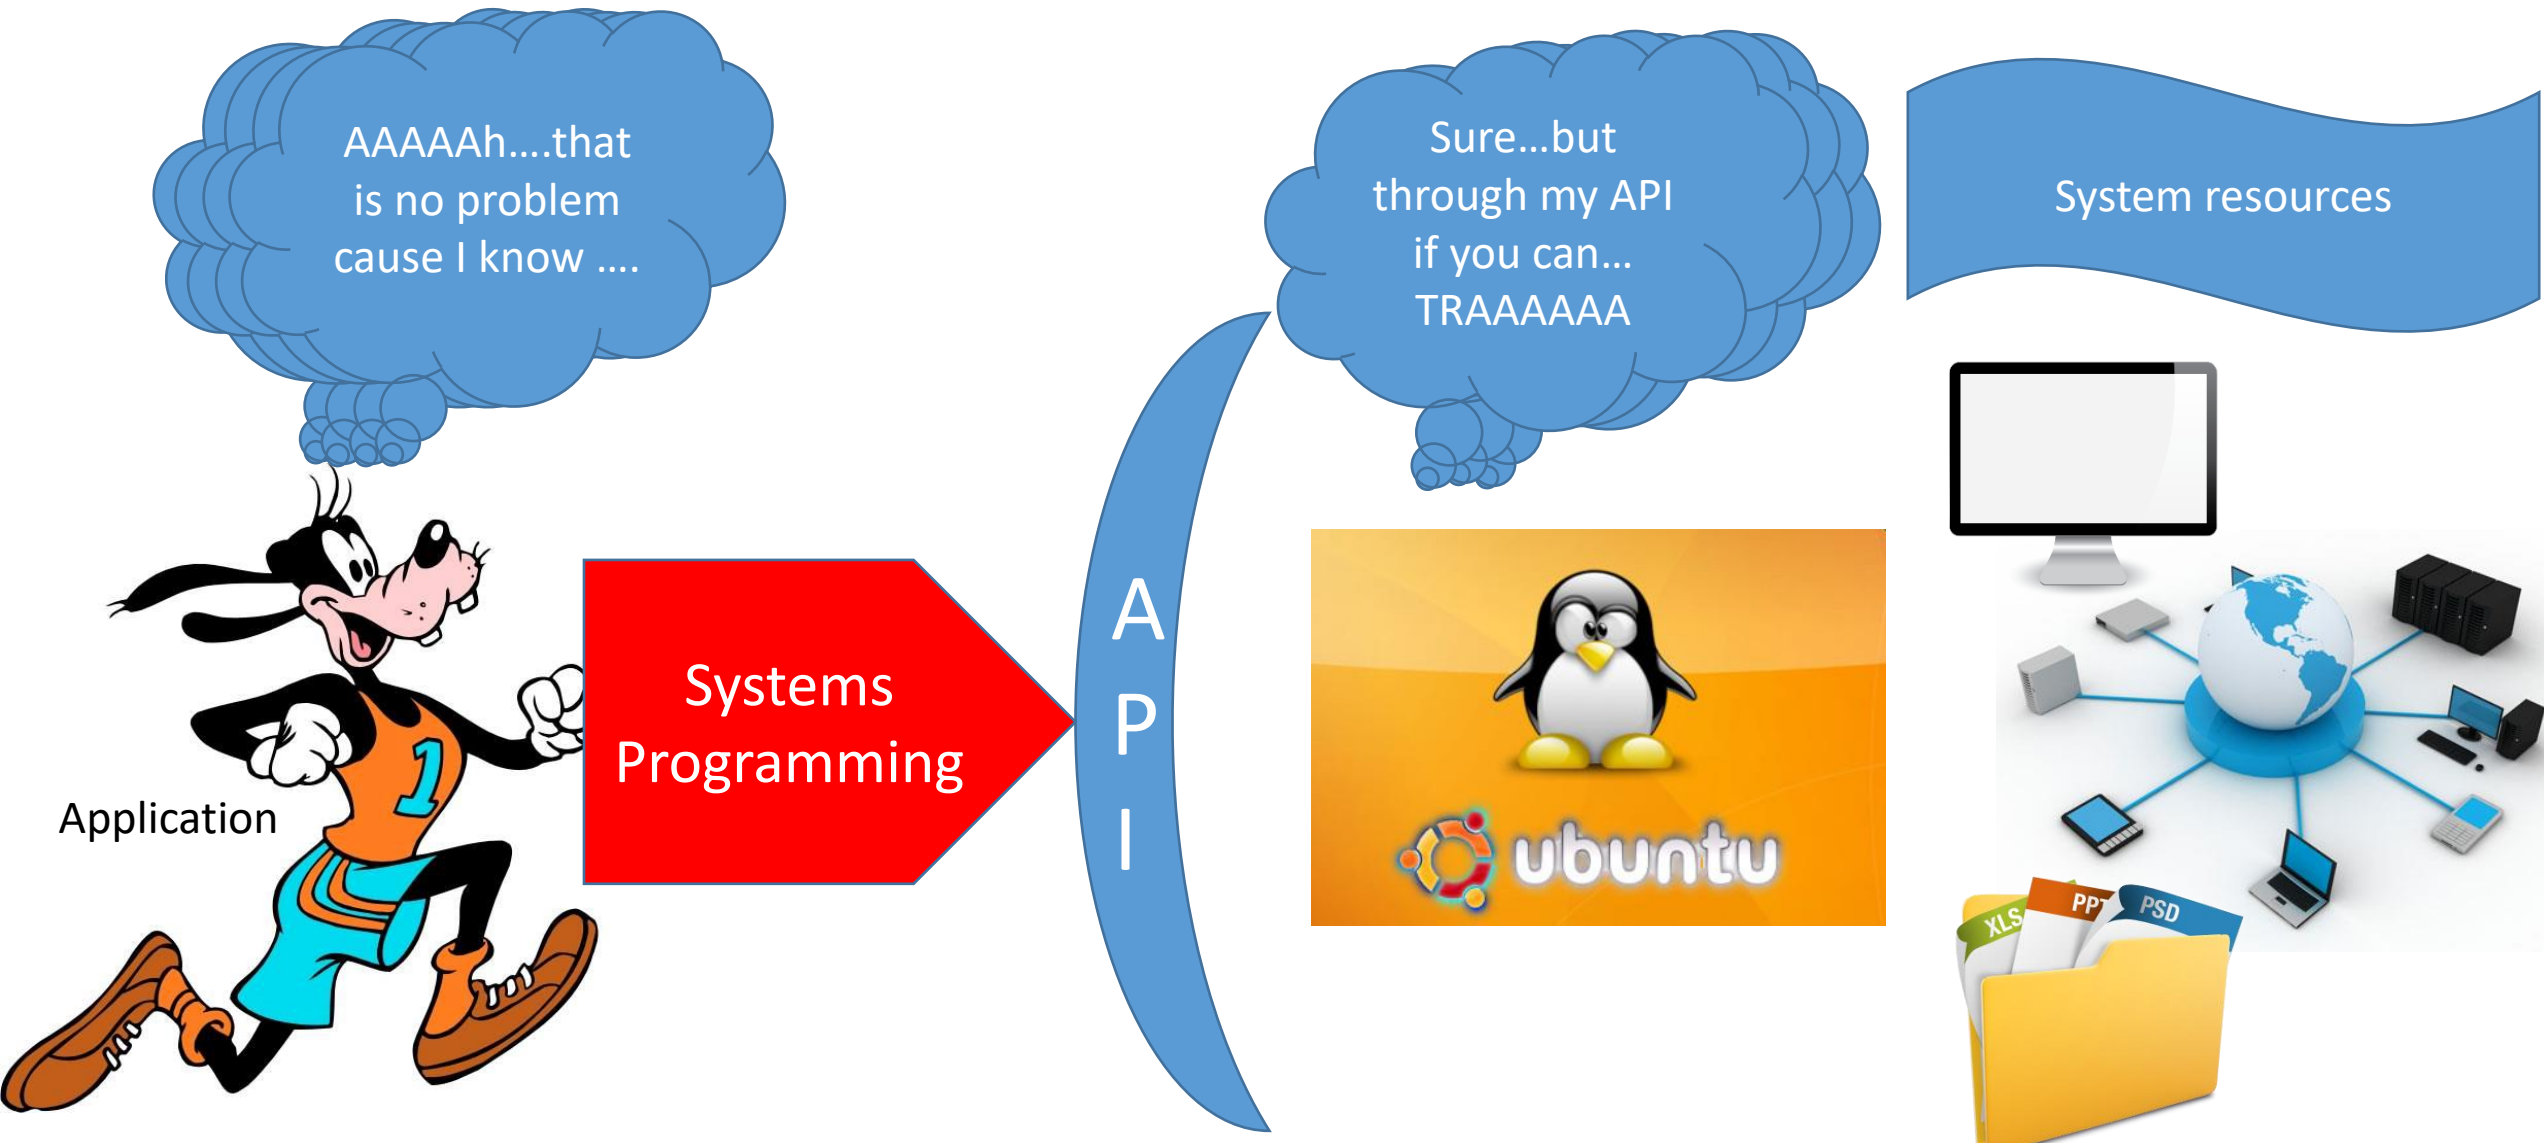 AAAAAh....that
is no problem
cause I know ....
Sure...but
through my API
if you can...
TRAAAAAA
System resources
Application
Systems
Programming
A
P
I
1
ubuntu
XLS
PPT
PSD